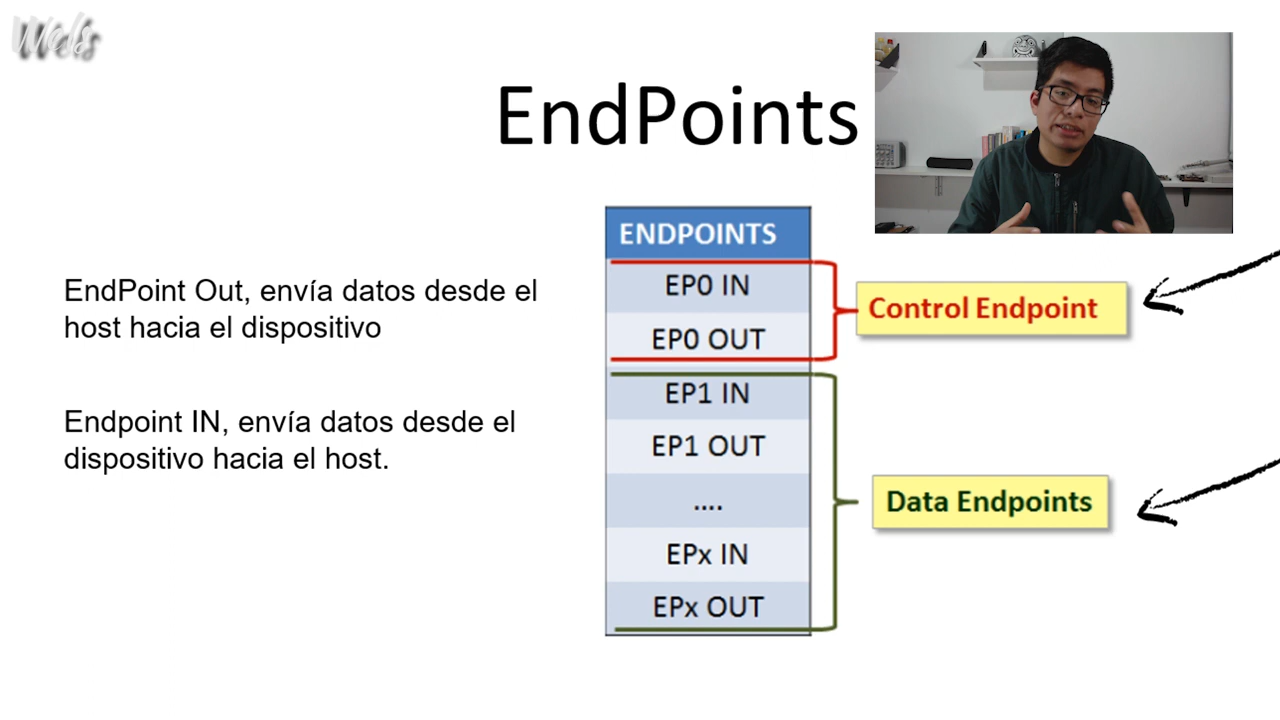 Wels
EndPoints
EndPoint Out, envía datos desde el
host hacia el dispositivo
Endpoint IN, envía datos desde el
dispositivo hacia el host.
ENDPOINTS
EP0 IN
EP0 OUT
EP1 IN
EP1 OUT
....
EPx IN
EPx OUT
Control Endpoint
Data Endpoints